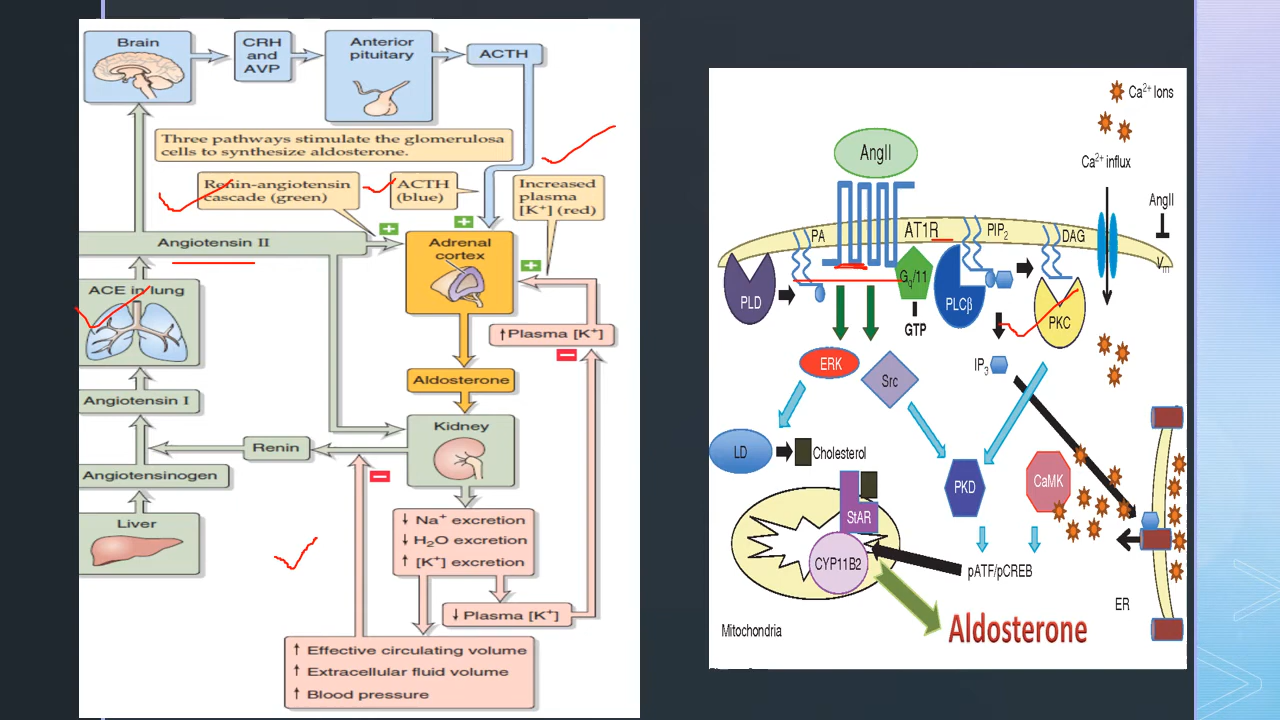 Brain
CRH
and
AVP
Anterior
pituitary
ACTH
Three pathways stimulate the glomerulosa
cells to synthesize aldosterone.
Renin-angiotensin
cascade (green)
ACTH
(blue)
Increased
plasma
[K⁺] (red)
Angiotensin II
Adrenal
cortex
ACE in lung
↑Plasma [K⁺]
Aldosterone
Angiotensin I
Kidney
Renin
Angiotensinogen
Liver
↓ Na⁺ excretion
↓ H₂O excretion
↑ [K⁺] excretion
↓ Plasma [K⁺]
↑ Effective circulating volume
↑ Extracellular fluid volume
↑ Blood pressure
Ca²⁺ Ions
AngII
Ca²⁺ influx
AngII
PA
AT1R
PIP₂
DAG
Vₘ
PLD
Gq/11
PLCβ
PKC
GTP
ERK
Src
IP₃
LD
Cholesterol
PKD
CaMK
StAR
CYP11B2
pATF/pCREB
ER
Mitochondria
Aldosterone